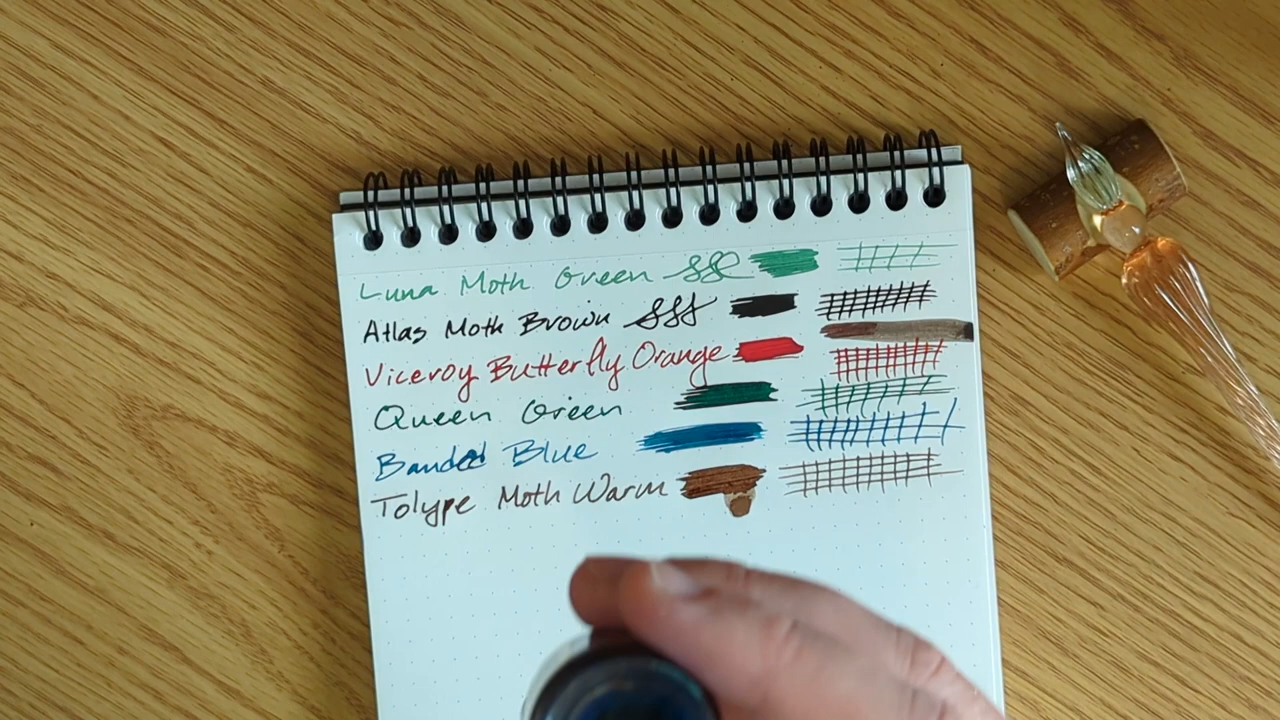 Luna Moth Green
Atlas Moth Brown
Viceroy Butterfly Orange
Queen Green
Banded Blue
Tolype Moth Warm